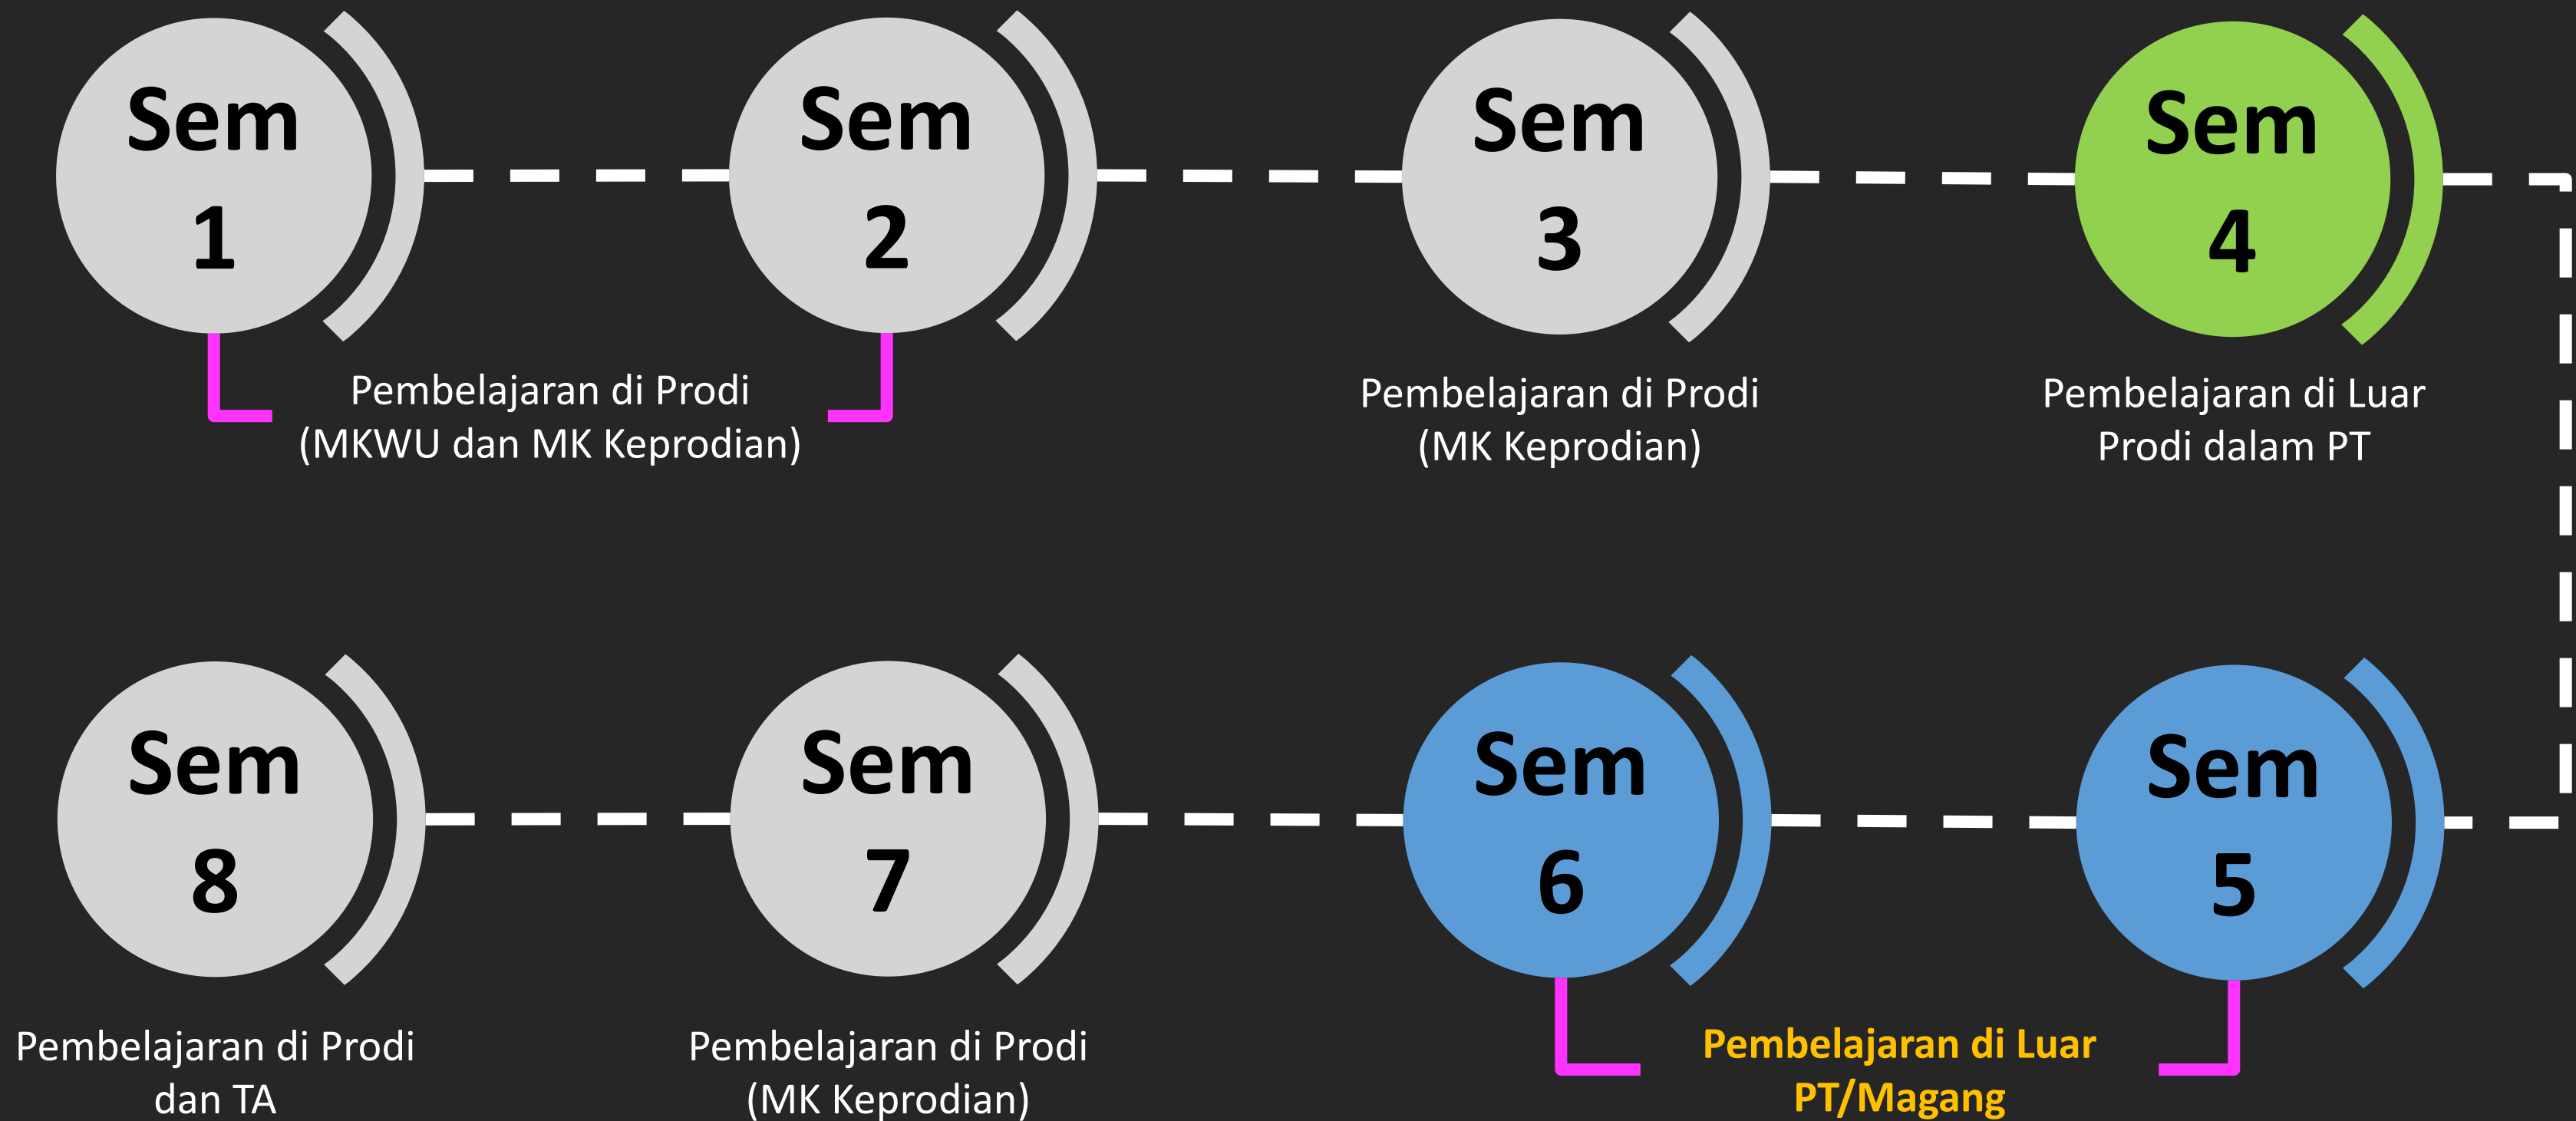 Sem
1
Sem
2
Sem
3
Sem
4
Pembelajaran di Prodi
(MKWU dan MK Keprodian)
Pembelajaran di Prodi
(MK Keprodian)
Pembelajaran di Luar
Prodi dalam PT
Sem
8
Sem
7
Sem
6
Sem
5
Pembelajaran di Prodi
dan TA
Pembelajaran di Prodi
(MK Keprodian)
Pembelajaran di Luar
PT/Magang